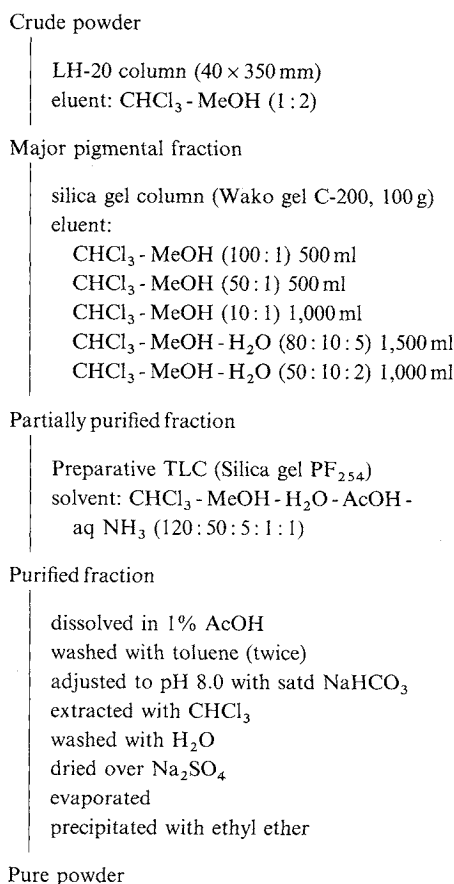 Crude powder
LH-20 column (40 × 350 mm)
eluent: CHCl₃ - MeOH (1 : 2)
Major pigmental fraction
silica gel column (Wako gel C-200, 100 g)
eluent:
CHCl₃ - MeOH (100 : 1) 500 ml
CHCl₃ - MeOH (50 : 1) 500 ml
CHCl₃ - MeOH (10 : 1) 1,000 ml
CHCl₃ - MeOH - H₂O (80 : 10 : 5) 1,500 ml
CHCl₃ - MeOH - H₂O (50 : 10 : 2) 1,000 ml
Partially purified fraction
Preparative TLC (Silica gel PF₂₅₄)
solvent: CHCl₃ - MeOH - H₂O - AcOH -
aq NH₃ (120 : 50 : 5 : 1 : 1)
Purified fraction
dissolved in 1% AcOH
washed with toluene (twice)
adjusted to pH 8.0 with satd NaHCO₃
extracted with CHCl₃
washed with H₂O
dried over Na₂SO₄
evaporated
precipitated with ethyl ether
Pure powder